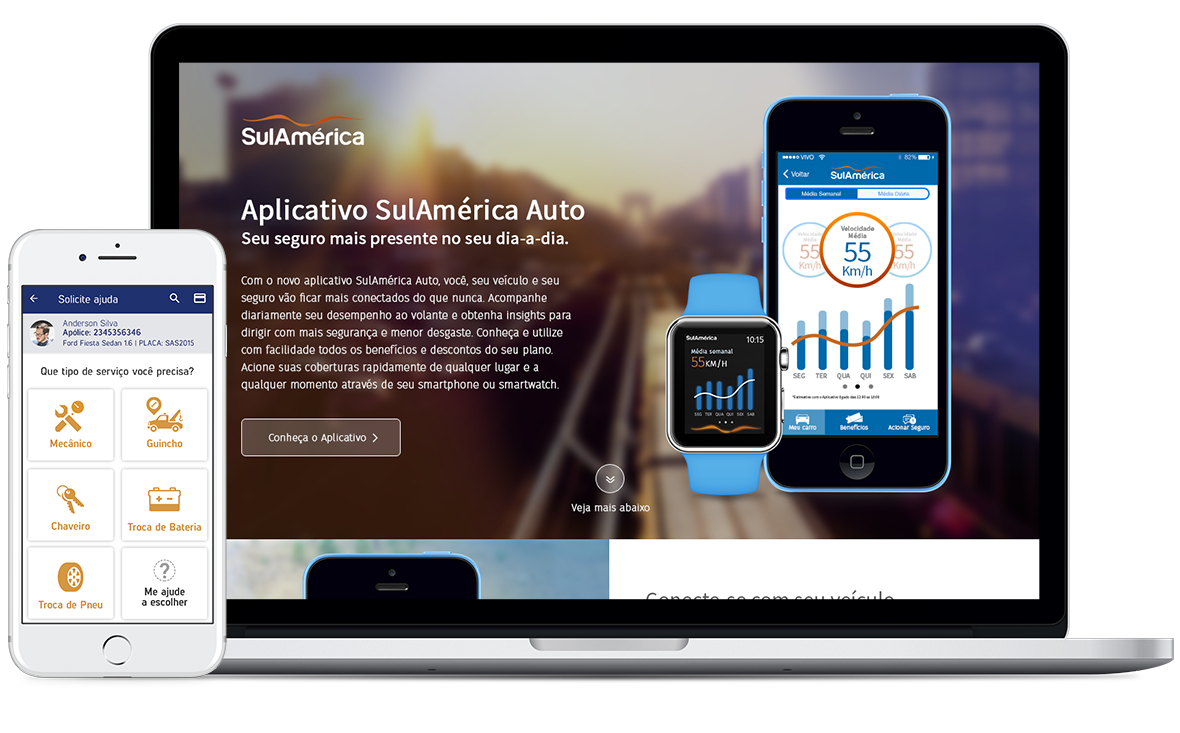 SulAmérica
Aplicativo SulAmérica Auto
Seu seguro mais presente no seu dia-a-dia.
Com o novo aplicativo SulAmérica Auto, você, seu veículo e seu
seguro vão ficar mais conectados do que nunca. Acompanhe
diariamente seu desempenho ao volante e obtenha insights para
dirigir com mais segurança e menor desgaste. Conheça e utilize
com facilidade todos os benefícios e descontos do seu plano.
Acione suas coberturas rapidamente de qualquer lugar e a
qualquer momento através de seu smartphone ou smartwatch.
Conheça o Aplicativo
Veja mais abaixo
Conecte-se com seu veículo
Solicite ajuda
Anderson Silva
Apólice: 2345356346
Ford Fiesta Sedan 1.6 | PLACA: SAS2015
Que tipo de serviço você precisa?
Mecânico
Guincho
Chaveiro
Troca de Bateria
Troca de Pneu
Me ajude
a escolher
SulAmérica 10:15
Média semanal
55KM/H
SEG TER QUA QUI SEX SAB
VIVO 82%
Voltar SulAmérica
Média Semanal Média Diária
Velocidade
Média
55
Km/h
Velocidade
Média
55
Km/h
Velocidade
Média
55
Km/h
SEG TER QUA QUI SEX SAB
Meu carro Benefícios Acionar Seguro